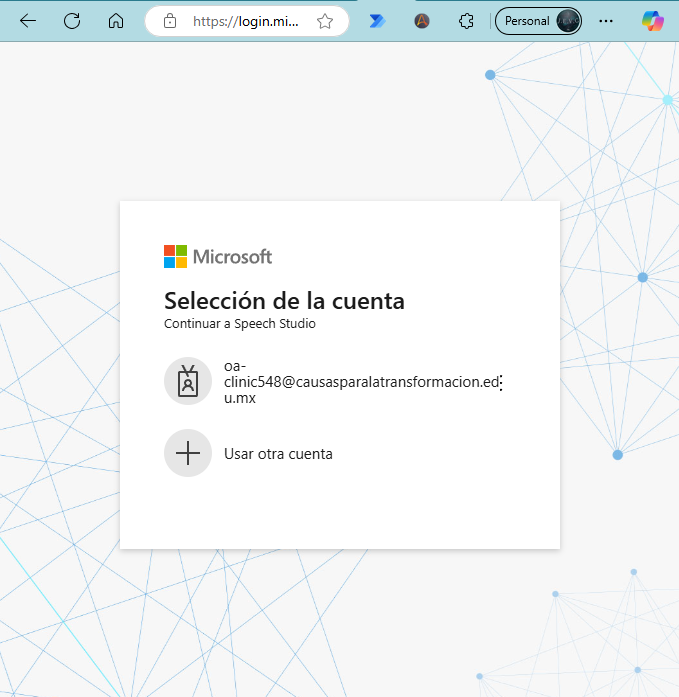 https://login.mi...
Personal
Microsoft
Selección de la cuenta
Continuar a Speech Studio
oa-
clinic548@causasparalatransformacion.ed
u.mx
Usar otra cuenta